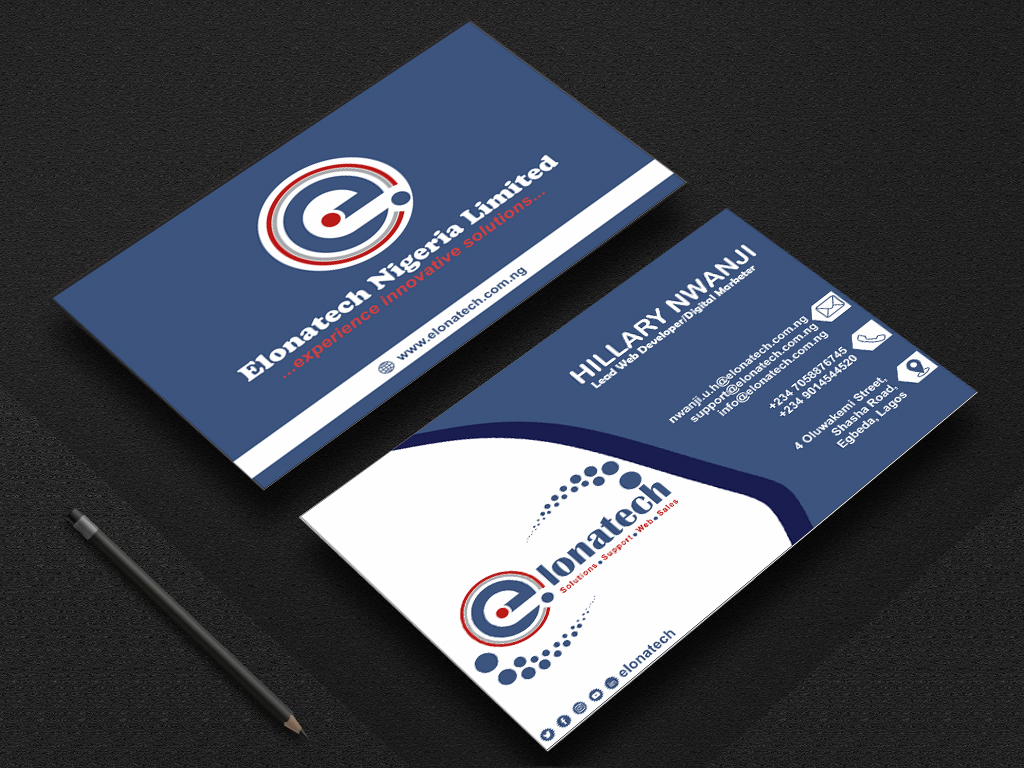 Elonatech Nigeria Limited
...experience innovative solutions...
www.elonatech.com.ng
HILLARY NWANJI
Lead Web Developer/Digital Marketer
nwanji.u.h@elonatech.com.ng
support@elonatech.com.ng
info@elonatech.com.ng
+234 7058876745
+234 9014544520
4 Oluwakemi Street,
Shasha Road,
Egbeda, Lagos
e.lonatech
Solutions•Support•Web•Sales
elonatech